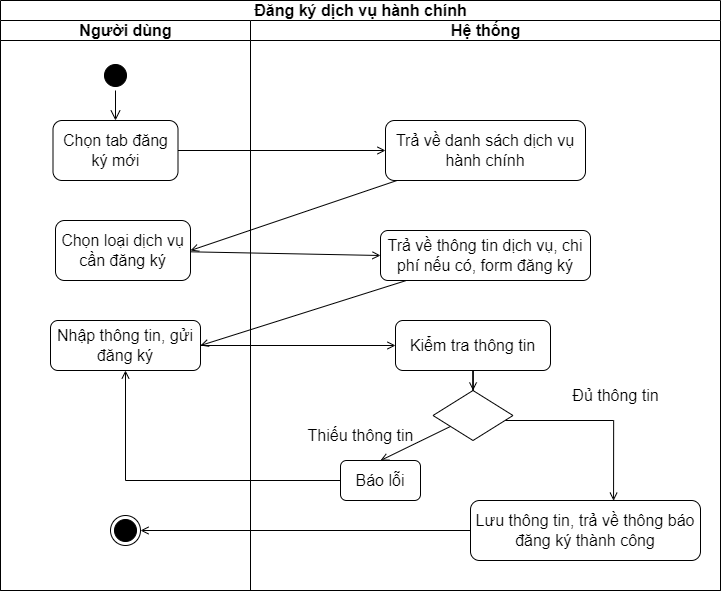 Đăng ký dịch vụ hành chính
Người dùng
Hệ thống
Chọn tab đăng
ký mới
Trả về danh sách dịch vụ
hành chính
Chọn loại dịch vụ
cần đăng ký
Trả về thông tin dịch vụ, chi
phí nếu có, form đăng ký
Nhập thông tin, gửi
đăng ký
Kiểm tra thông tin
Đủ thông tin
Thiếu thông tin
Báo lỗi
Lưu thông tin, trả về thông báo
đăng ký thành công